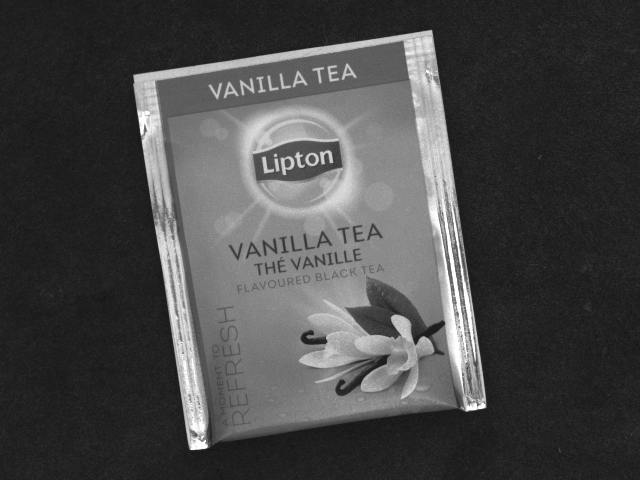 VANILLA TEA
Lipton
VANILLA TEA
THÉ VANILLE
FLAVOURED BLACK TEA
A MOMENT TO
REFRESH